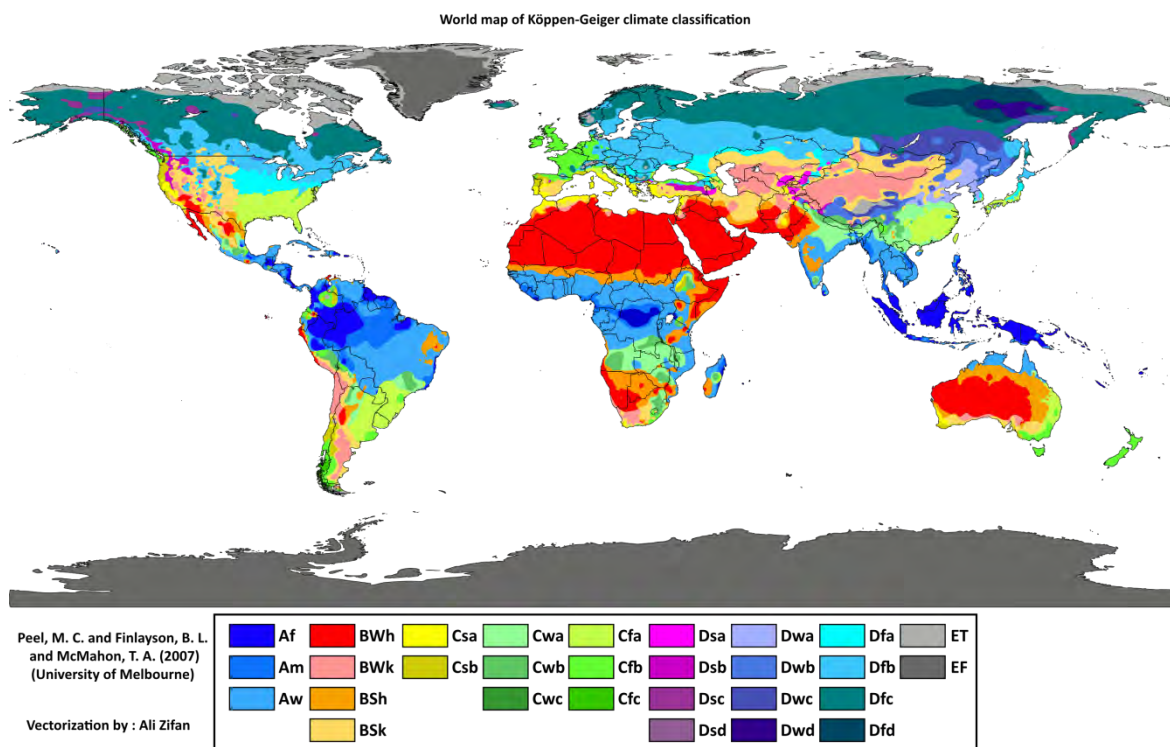 World map of Köppen-Geiger climate classification
Peel, M. C. and Finlayson, B. L.
and McMahon, T. A. (2007)
(University of Melbourne)
Vectorization by : Ali Zifan
Af BWh Csa Cwa Cfa Dsa Dwa Dfa ET
Am BWk Csb Cwb Cfb Dsb Dwb Dfb EF
Aw BSh Cwc Cfc Dsc Dwc Dfc
BSk Dsd Dwd Dfd